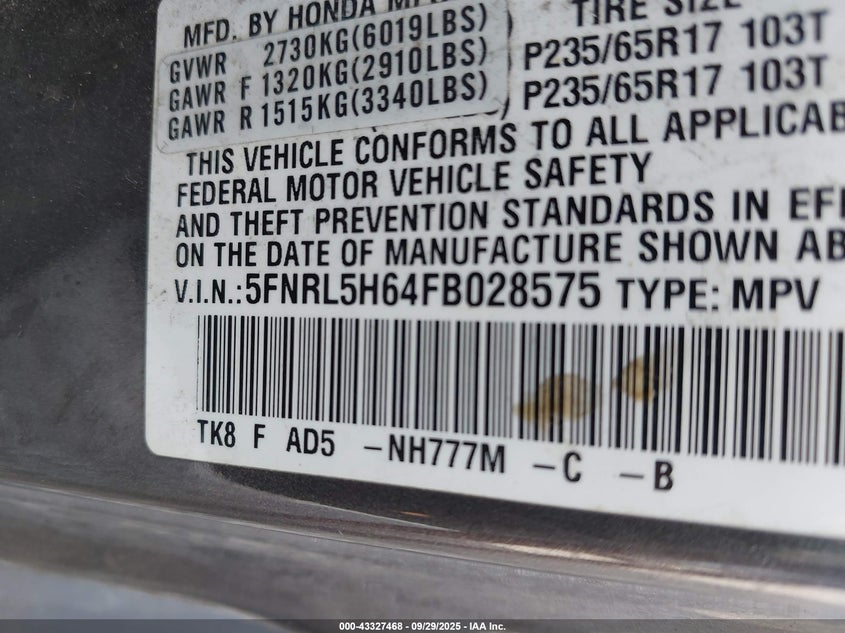 MFD. BY HONDA
TIRE SIZE
GVWR 2730KG(6019LBS)
GAWR F 1320KG(2910LBS) P235/65R17 103T
GAWR R 1515KG(3340LBS) P235/65R17 103T
THIS VEHICLE CONFORMS TO ALL APPLICAB
FEDERAL MOTOR VEHICLE SAFETY
AND THEFT PREVENTION STANDARDS IN EFF
ON THE DATE OF MANUFACTURE SHOWN AB
V.I.N.:5FNRL5H64FB028575 TYPE: MPV
TK8 F AD5 -NH777M -C -B
000-43327468 - 09/29/2025 - IAA Inc.